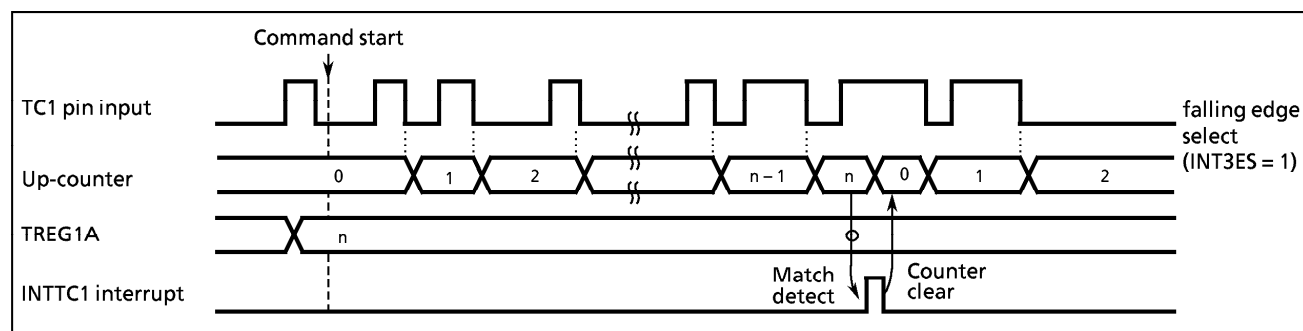 Command start
TC1 pin input
falling edge
select
(INT3ES = 1)
Up-counter
0 1 2 n – 1 n 0 1 2
TREG1A
n
Match
detect
Counter
clear
INTTC1 interrupt